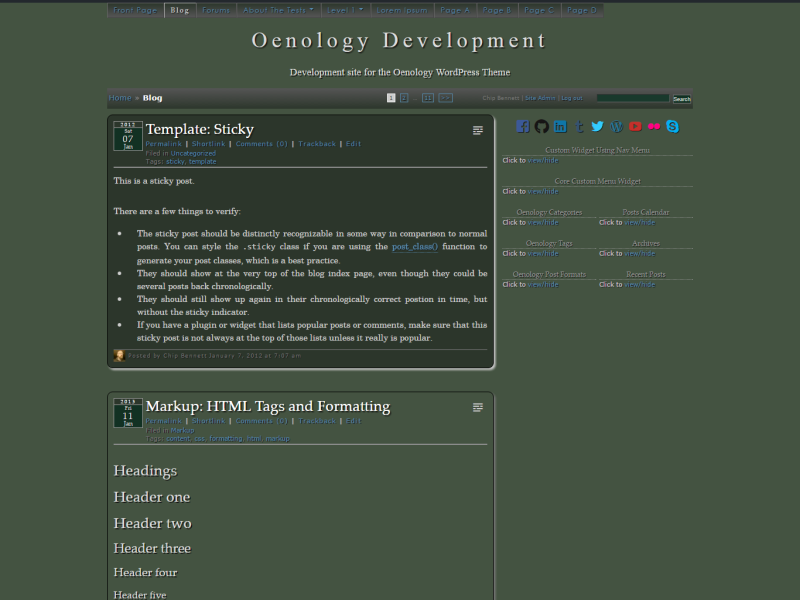 Front Page Blog Forums About The Tests Level 1 Lorem Ipsum Page A Page B Page C Page D
Oenology Development
Development site for the Oenology WordPress Theme
Home » Blog
1 2 ... 11 >>
Chip Bennett | Site Admin | Log out
Search
2012
Sat
07
Jan
Template: Sticky
Permalink | Shortlink | Comments (0) | Trackback | Edit
Filed in Uncategorized
Tags: sticky, template
This is a sticky post.
There are a few things to verify:
• The sticky post should be distinctly recognizable in some way in comparison to normal
posts. You can style the .sticky class if you are using the post_class() function to
generate your post classes, which is a best practice.
• They should show at the very top of the blog index page, even though they could be
several posts back chronologically.
• They should still show up again in their chronologically correct postion in time, but
without the sticky indicator.
• If you have a plugin or widget that lists popular posts or comments, make sure that this
sticky post is not always at the top of those lists unless it really is popular.
Posted by Chip Bennett January 7, 2012 at 7:07 am
2013
Fri
11
Jan
Markup: HTML Tags and Formatting
Permalink | Shortlink | Comments (0) | Trackback | Edit
Filed in Markup
Tags: content, css, formatting, html, markup
Headings
Header one
Header two
Header three
Header four
Header five
Custom Widget Using Nav Menu
Click to view/hide
Core Custom Menu Widget
Click to view/hide
Oenology Categories Posts Calendar
Click to view/hide Click to view/hide
Oenology Tags Archives
Click to view/hide Click to view/hide
Oenology Post Formats Recent Posts
Click to view/hide Click to view/hide